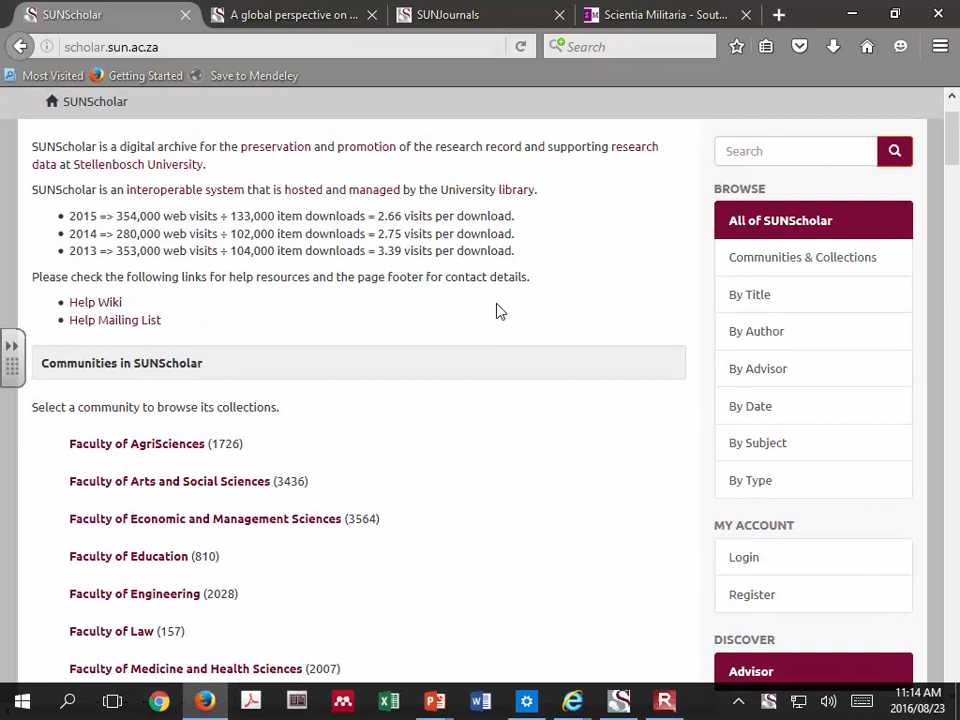 SUNScholar
A global perspective on ...
SUNJournals
Scientia Militaria - Sout...
scholar.sun.ac.za
Search
Most Visited
Getting Started
Save to Mendeley
SUNScholar
SUNScholar is a digital archive for the preservation and promotion of the research record and supporting research
data at Stellenbosch University.
SUNScholar is an interoperable system that is hosted and managed by the University library.
• 2015 => 354,000 web visits ÷ 133,000 item downloads = 2.66 visits per download.
• 2014 => 280,000 web visits ÷ 102,000 item downloads = 2.75 visits per download.
• 2013 => 353,000 web visits ÷ 104,000 item downloads = 3.39 visits per download.
Please check the following links for help resources and the page footer for contact details.
• Help Wiki
• Help Mailing List
Communities in SUNScholar
Select a community to browse its collections.
Faculty of AgriSciences (1726)
Faculty of Arts and Social Sciences (3436)
Faculty of Economic and Management Sciences (3564)
Faculty of Education (810)
Faculty of Engineering (2028)
Faculty of Law (157)
Faculty of Medicine and Health Sciences (2007)
Search
BROWSE
All of SUNScholar
Communities & Collections
By Title
By Author
By Advisor
By Date
By Subject
By Type
MY ACCOUNT
Login
Register
DISCOVER
Advisor
11:14 AM
2016/08/23